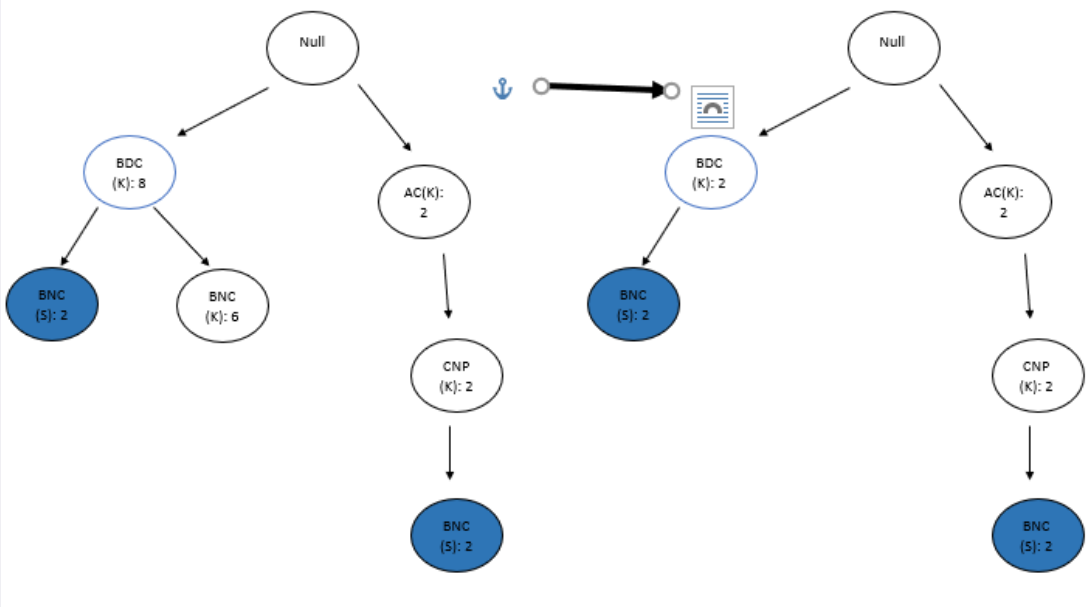 Null
BDC
(K): 8
AC(K):
2
BNC
(S): 2
BNC
(K): 6
CNP
(K): 2
BNC
(S): 2
Null
BDC
(K): 2
AC(K):
2
BNC
(S): 2
CNP
(K): 2
BNC
(S): 2